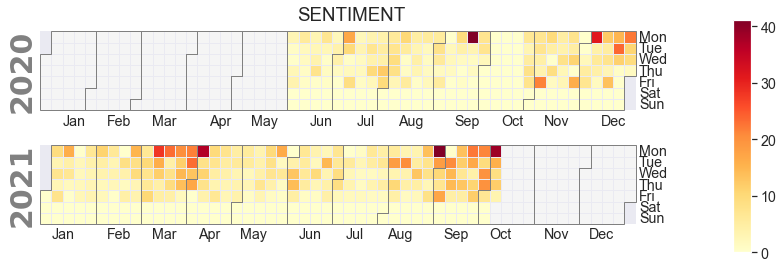 SENTIMENT
2020
Mon
Tue
Wed
Thu
Fri
Sat
Sun
Jan Feb Mar Apr May Jun Jul Aug Sep Oct Nov Dec
2021
Mon
Tue
Wed
Thu
Fri
Sat
Sun
Jan Feb Mar Apr May Jun Jul Aug Sep Oct Nov Dec
40
30
20
10
0